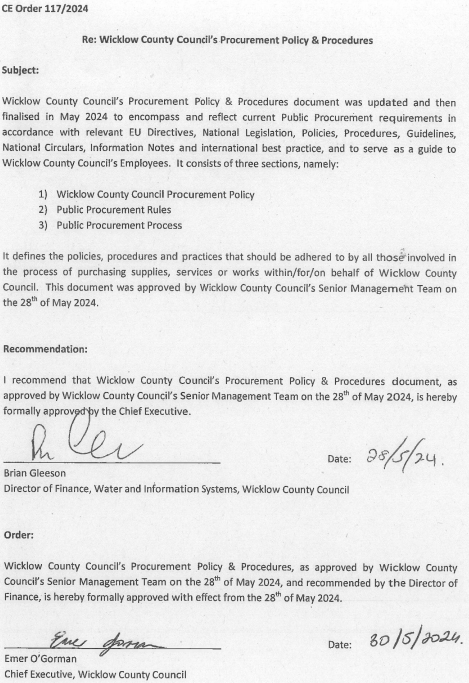 CE Order 117/2024
Re: Wicklow County Council's Procurement Policy & Procedures
Subject:
Wicklow County Council's Procurement Policy & Procedures document was updated and then
finalised in May 2024 to encompass and reflect current Public Procurement requirements in
accordance with relevant EU Directives, National Legislation, Policies, Procedures, Guidelines,
National Circulars, Information Notes and international best practice, and to serve as a guide to
Wicklow County Council's Employees. It consists of three sections, namely:
1) Wicklow County Council Procurement Policy
2) Public Procurement Rules
3) Public Procurement Process
It defines the policies, procedures and practices that should be adhered to by all those involved in
the process of purchasing supplies, services or works within/for/on behalf of Wicklow County
Council. This document was approved by Wicklow County Council's Senior Management Team on
the 28th of May 2024.
Recommendation:
I recommend that Wicklow County Council's Procurement Policy & Procedures document, as
approved by Wicklow County Council's Senior Management Team on the 28th of May 2024, is hereby
formally approved by the Chief Executive.
Date: 28/5/24.
Brian Gleeson
Director of Finance, Water and Information Systems, Wicklow County Council
Order:
Wicklow County Council's Procurement Policy & Procedures, as approved by Wicklow County
Council's Senior Management Team on the 28th of May 2024, and recommended by the Director of
Finance, is hereby formally approved with effect from the 28th of May 2024.
Emer Gorman Date: 30/5/2024.
Emer O'Gorman
Chief Executive, Wicklow County Council